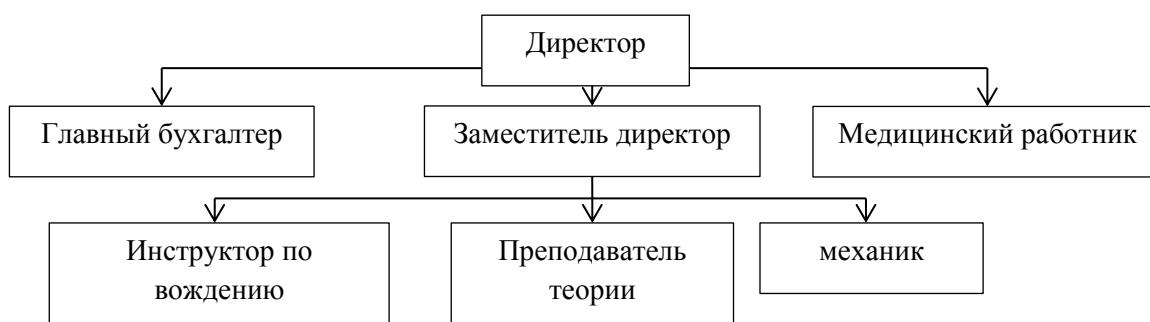 Директор
Главный бухгалтер
Заместитель директор
Медицинский работник
Инструктор по
вождению
Преподаватель
теории
механик